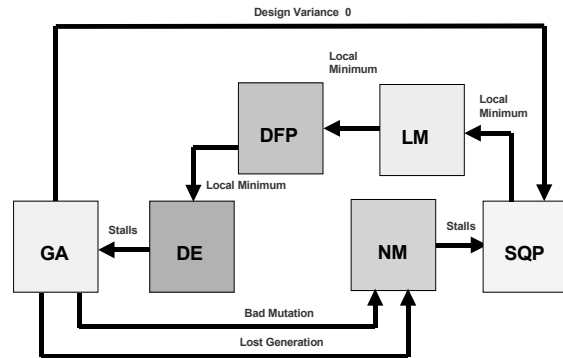 Design Variance 0
Local
Minimum
Local
Minimum
DFP
LM
Local Minimum
Stalls
Stalls
GA
DE
NM
SQP
Bad Mutation
Lost Generation